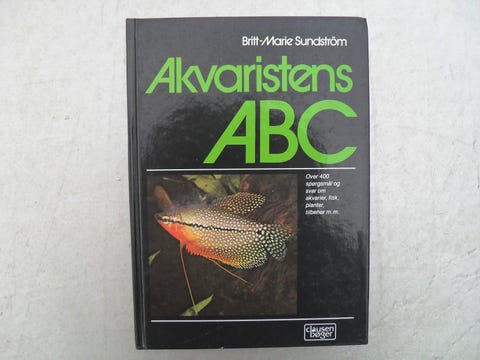 Britt-Marie Sundström
Akvaristens
ABC
Over 400
spørgsmål og
svar om
akvarier, fisk,
planter,
tilbehør m.m.
clausen
bøger